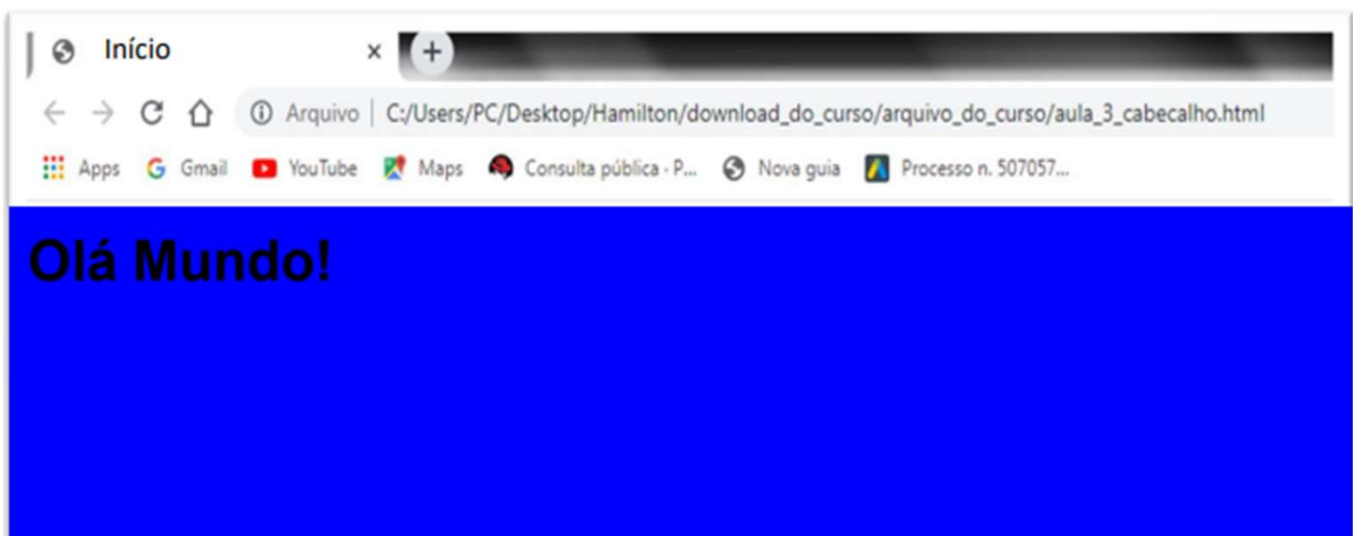 Início
Arquivo C:/Users/PC/Desktop/Hamilton/download_do_curso/arquivo_do_curso/aula_3_cabecalho.html
Apps Gmail YouTube Maps Consulta pública - P... Nova guia Processo n. 507057...
Olá Mundo!